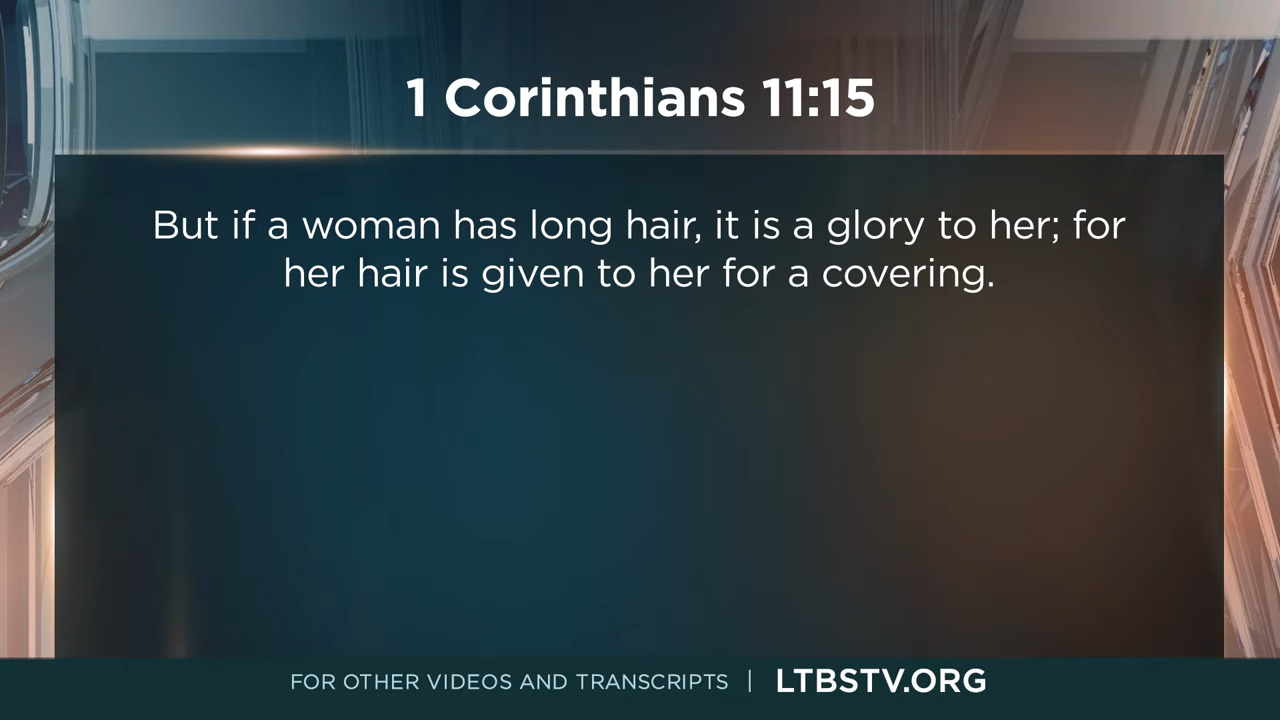 1 Corinthians 11:15
But if a woman has long hair, it is a glory to her; for
her hair is given to her for a covering.
FOR OTHER VIDEOS AND TRANSCRIPTS | LTBSTV.ORG